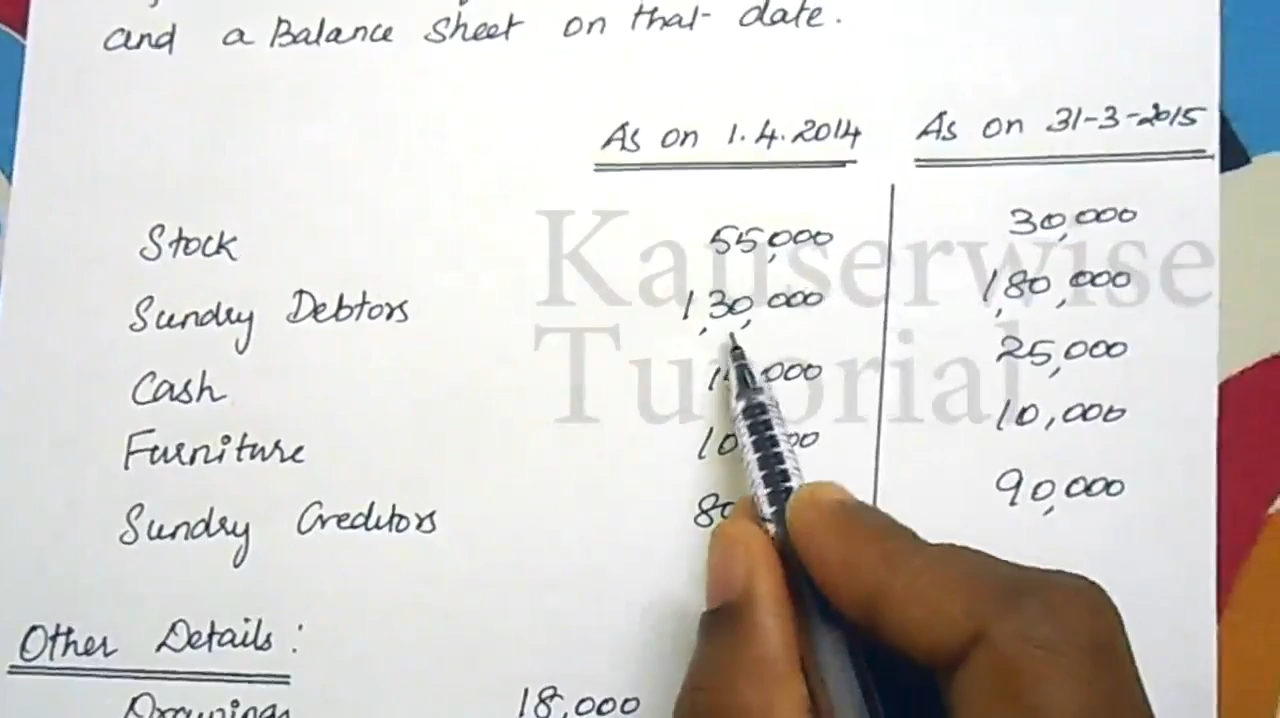 and a Balance Sheet on that date.
As on 1.4.2014 As on 31-3-2015
Stock 55,000 30,000
Sundry Debtors 1,30,000 1,80,000
Cash 25,000
Furniture 10,000
Sundry Creditors 90,000
Other Details :
Drawings 18,000
Kauserwise
Tutorial